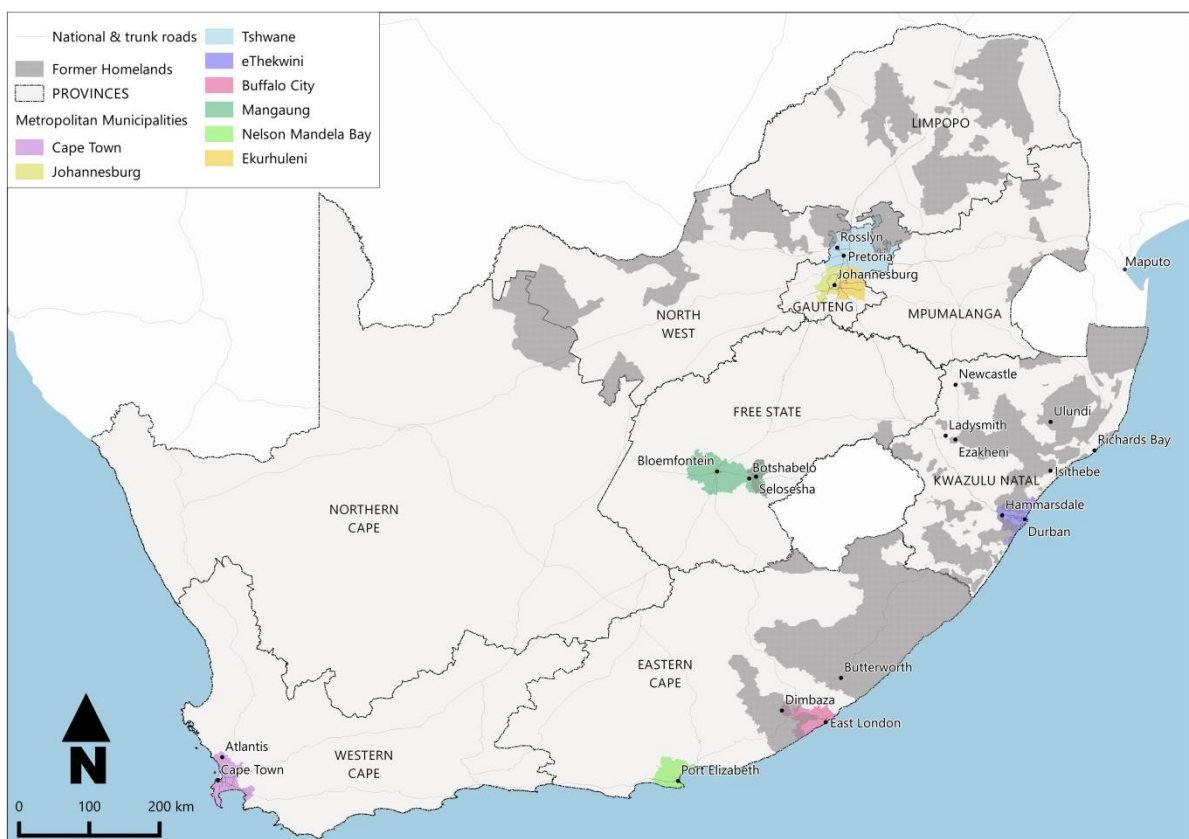 National & trunk roads
Former Homelands
PROVINCES
Metropolitan Municipalities
Cape Town
Johannesburg
Tshwane
eThekwini
Buffalo City
Mangaung
Nelson Mandela Bay
Ekurhuleni
LIMPOPO
Rosslyn
Pretoria
Maputo
Johannesburg
GAUTENG
NORTH
WEST
MPUMALANGA
Newcastle
FREE STATE
Ulundi
Ladysmith
Ezakheni
Richards Bay
Bloemfontein
Botshabelo
Selosesha
Isithebe
KWAZULU NATAL
NORTHERN
CAPE
Hammarsdale
Durban
EASTERN
CAPE
Butterworth
Dimbaza
East London
Atlantis
Cape Town
WESTERN
CAPE
Port Elizabeth
N
0 100 200 km